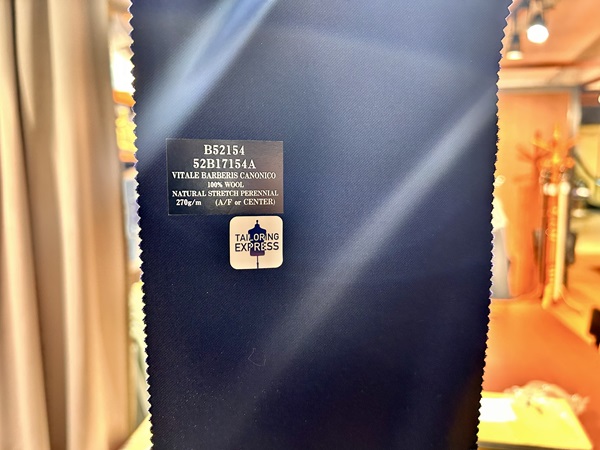 B52154
52B17154A
VITALE BARBERIS CANONICO
100% WOOL
NATURAL STRETCH PERENNIAL
270g/m (A/F or CENTER)
TAILORING
EXPRESS